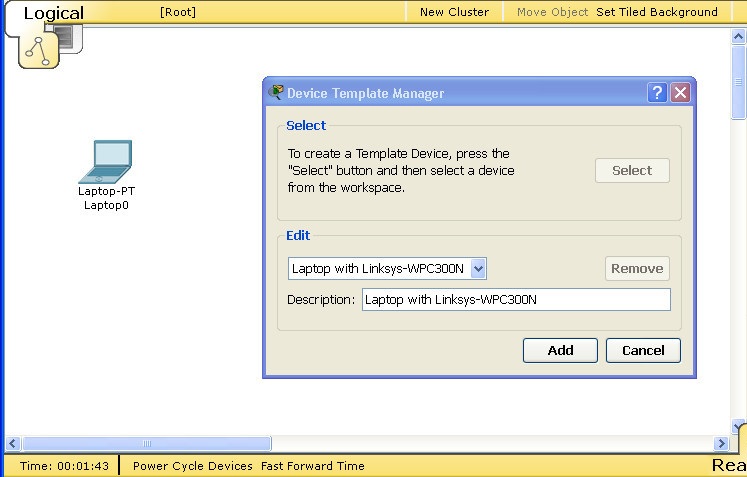 Logical [Root] New Cluster Move Object Set Tiled Background
Device Template Manager
Select
To create a Template Device, press the
"Select" button and then select a device
from the workspace.
Select
Laptop-PT
Laptop0
Edit
Laptop with Linksys-WPC300N
Remove
Description: Laptop with Linksys-WPC300N
Add Cancel
Time: 00:01:43 Power Cycle Devices Fast Forward Time Rea